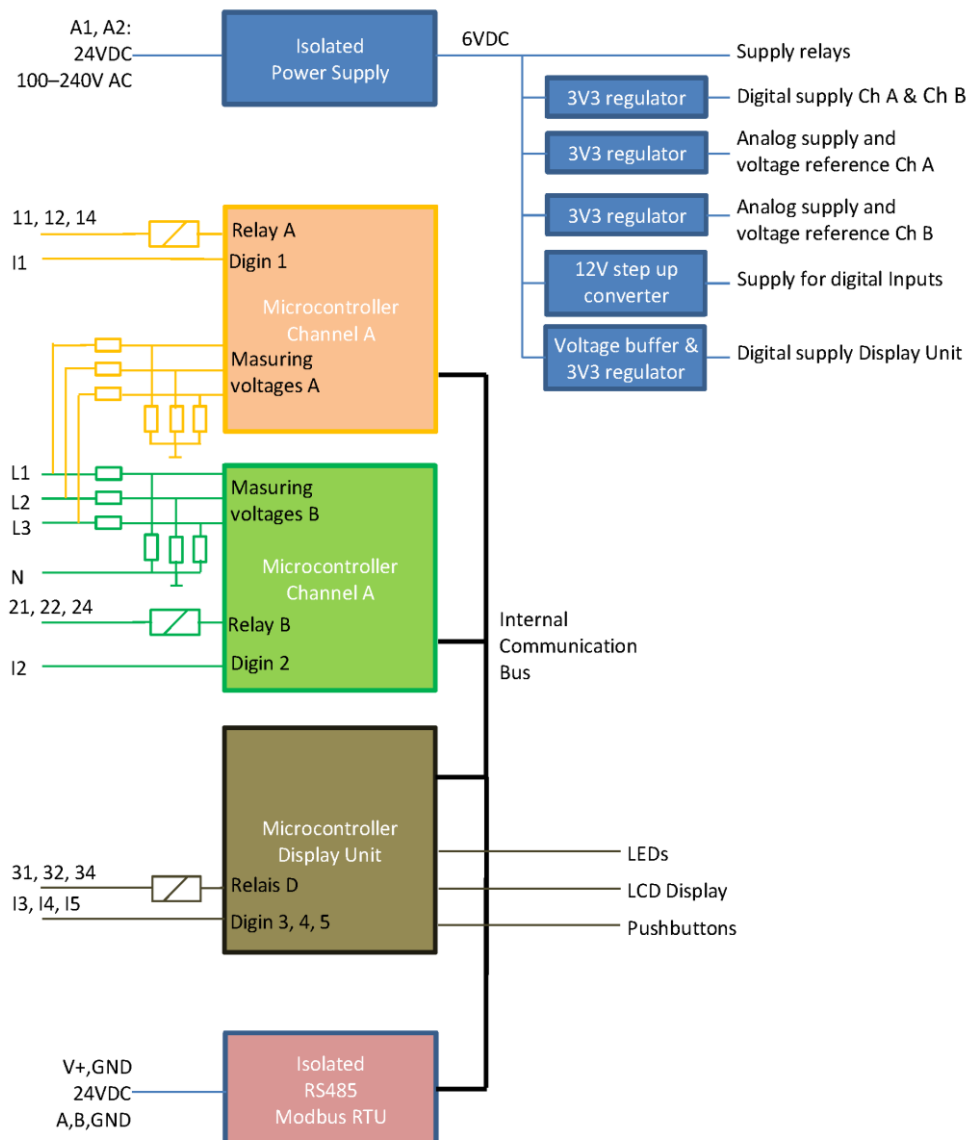 A1, A2:
24VDC
100–240V AC
Isolated
Power Supply
6VDC
Supply relays
3V3 regulator
Digital supply Ch A & Ch B
3V3 regulator
Analog supply and
voltage reference Ch A
3V3 regulator
Analog supply and
voltage reference Ch B
12V step up
converter
Supply for digital Inputs
Voltage buffer &
3V3 regulator
Digital supply Display Unit
11, 12, 14
Relay A
I1
Digin 1
Microcontroller
Channel A
Masuring
voltages A
L1
L2
L3
N
Masuring
voltages B
Microcontroller
Channel A
21, 22, 24
Relay B
I2
Digin 2
Internal
Communication
Bus
Microcontroller
Display Unit
31, 32, 34
Relais D
I3, I4, I5
Digin 3, 4, 5
LEDs
LCD Display
Pushbuttons
V+,GND
24VDC
A,B,GND
Isolated
RS485
Modbus RTU